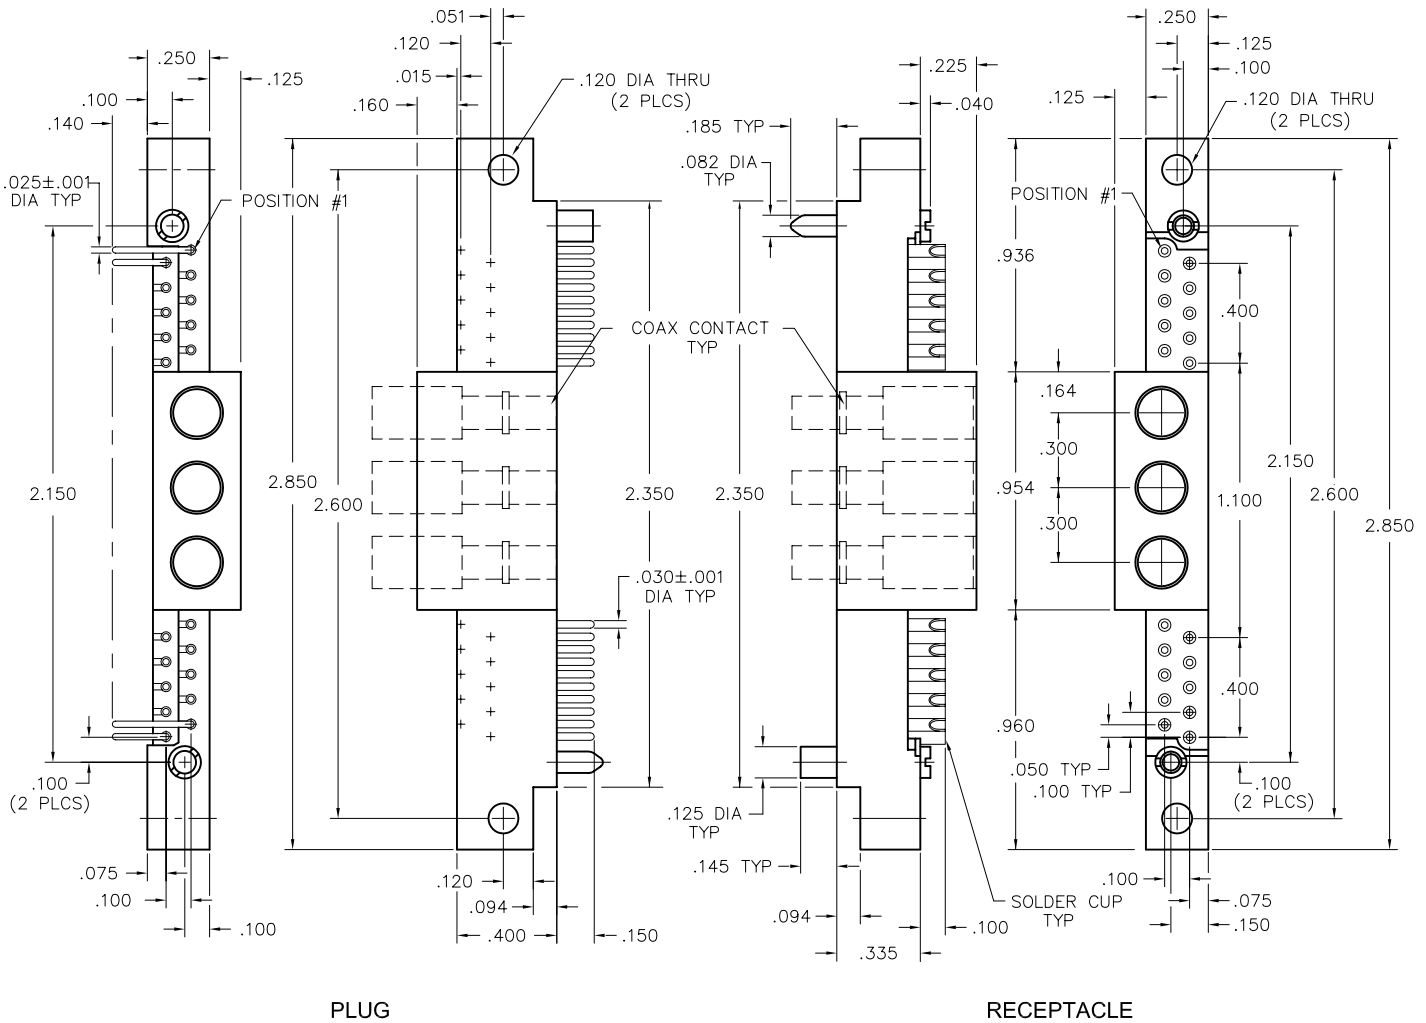 .051
.250
.120
.125
.015
.120 DIA THRU
(2 PLCS)
.100
.160
.140
.025±.001
DIA TYP
POSITION #1
2.150
2.850
2.600
COAX CONTACT
TYP
2.350
.030±.001
DIA TYP
.100
(2 PLCS)
.075
.100
.100
.120
.094
.400
.150
.250
.125
.100
.225
.040
.125
.120 DIA THRU
(2 PLCS)
.185 TYP
.082 DIA
TYP
POSITION #1
.936
.400
.164
.300
2.350
.954
.300
1.100
2.150
2.600
2.850
.960
.400
.050 TYP
.100 TYP
.100
(2 PLCS)
.125 DIA
TYP
.145 TYP
.094
.335
.100
SOLDER CUP
TYP
.100
.075
.150
PLUG
RECEPTACLE